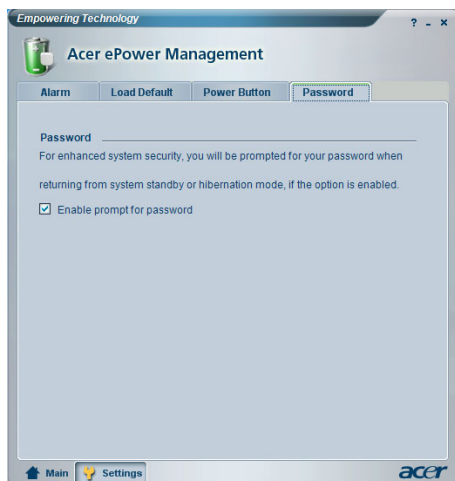 Empowering Technology
? - ×
Acer ePower Management
Alarm Load Default Power Button Password
Password
For enhanced system security, you will be prompted for your password when
returning from system standby or hibernation mode, if the option is enabled.
Enable prompt for password
Main Settings acer